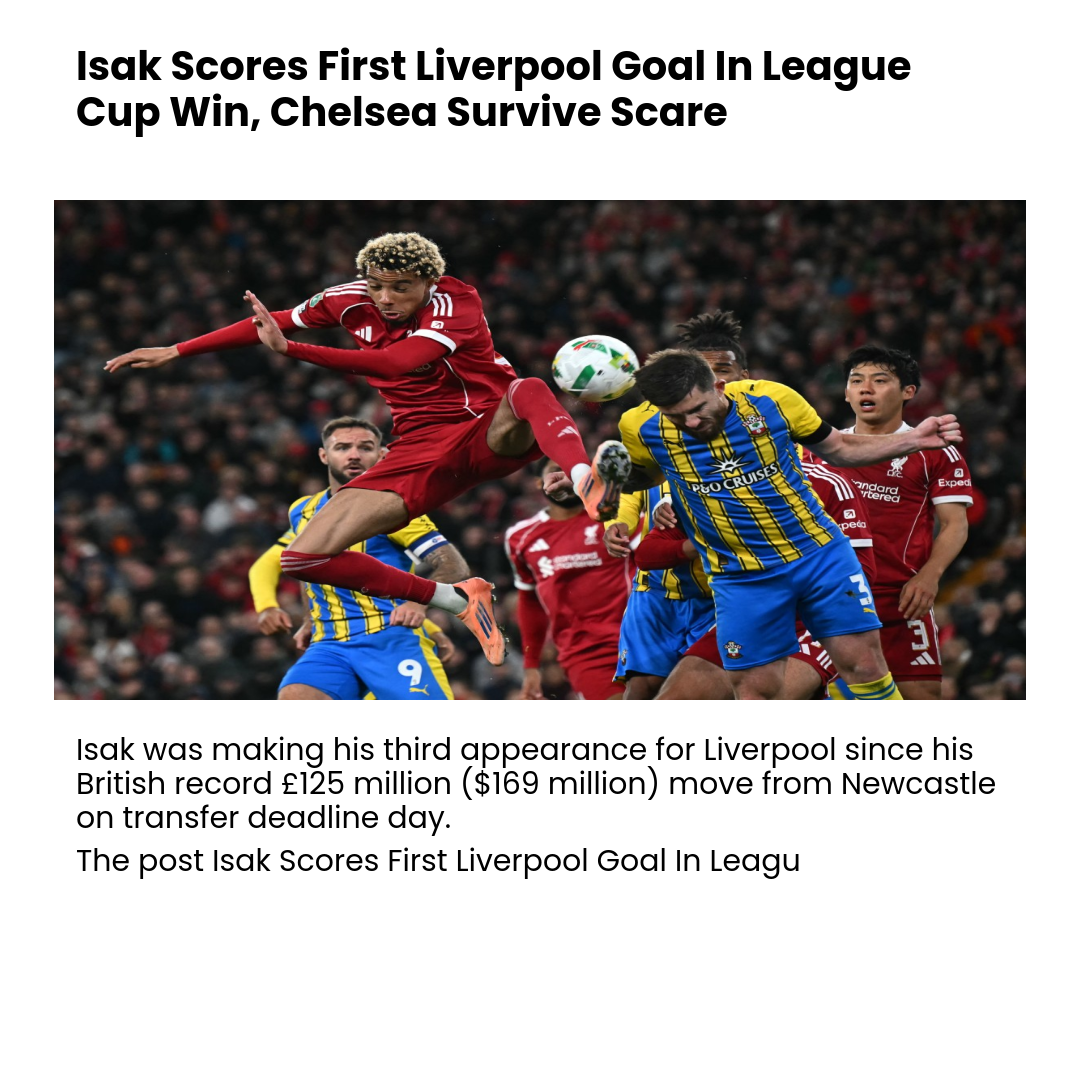 Isak Scores First Liverpool Goal In League
Cup Win, Chelsea Survive Scare
P&O CRUISES
standard
chartered
Expedi
xpedia
3
3
9
Isak was making his third appearance for Liverpool since his
British record £125 million ($169 million) move from Newcastle
on transfer deadline day.
The post Isak Scores First Liverpool Goal In Leagu